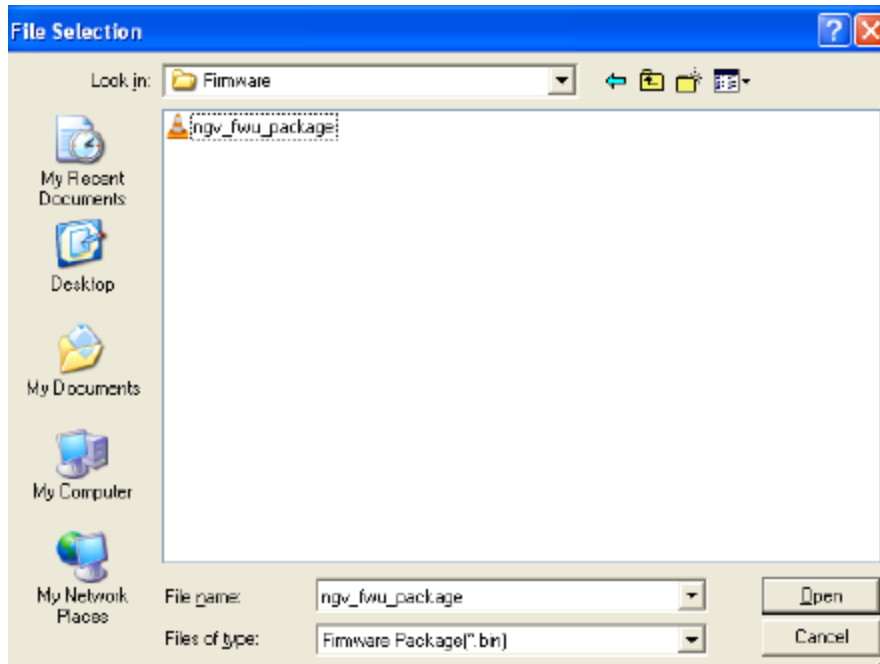 File Selection
Look in: Firmware
ngv_fwu_package
My Recent
Documents
Desktop
My Documents
My Computer
My Network
Places
File name: ngv_fwu_package Open
Files of type: Firmware Package(*.bin) Cancel